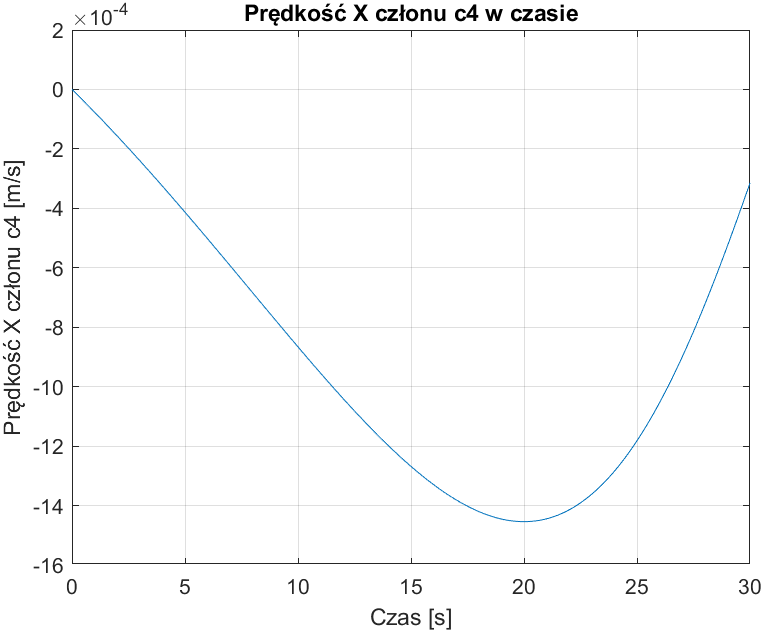 Prędkość X członu c4 w czasie
×10-4
2
0
-2
-4
-6
-8
-10
-12
-14
-16
Prędkość X członu c4 [m/s]
0 5 10 15 20 25 30
Czas [s]